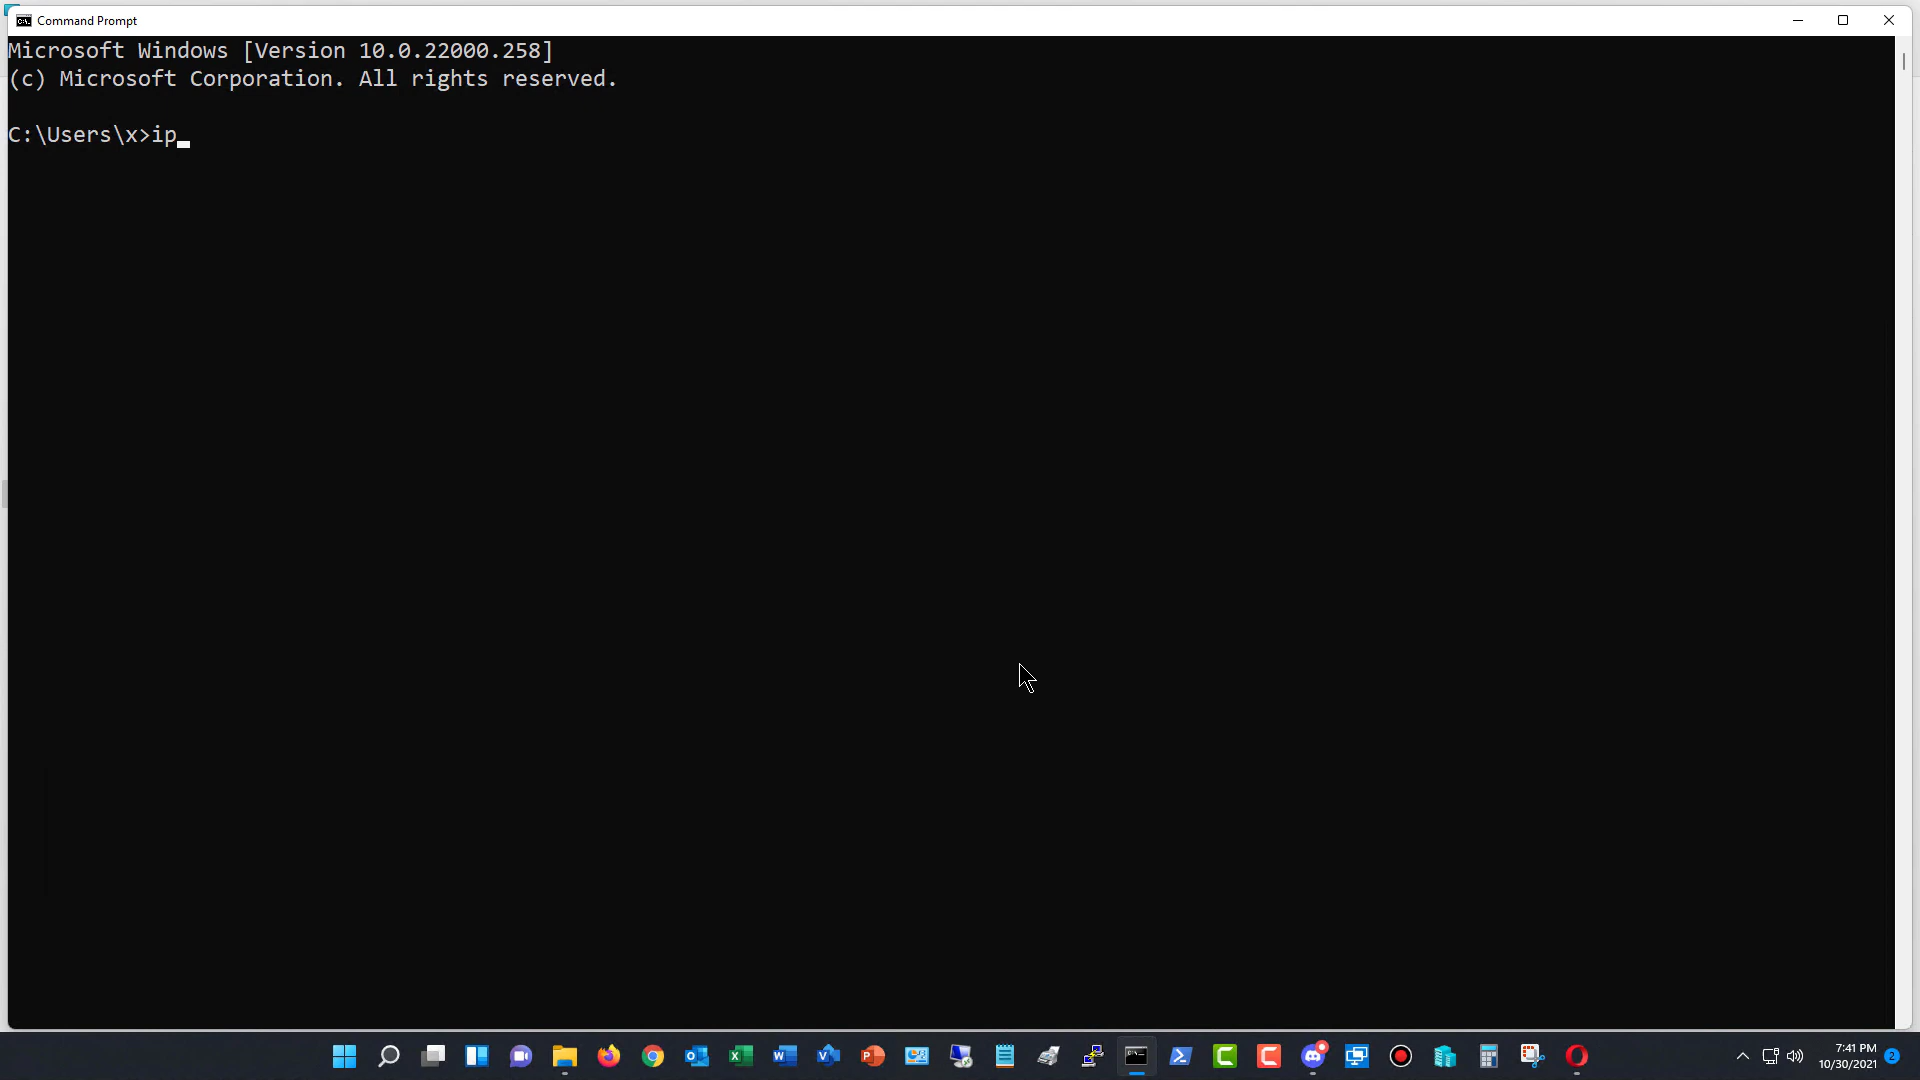 Command Prompt
Microsoft Windows [Version 10.0.22000.258]
(c) Microsoft Corporation. All rights reserved.
C:\Users\x>ip
7:41 PM
10/30/2021
2